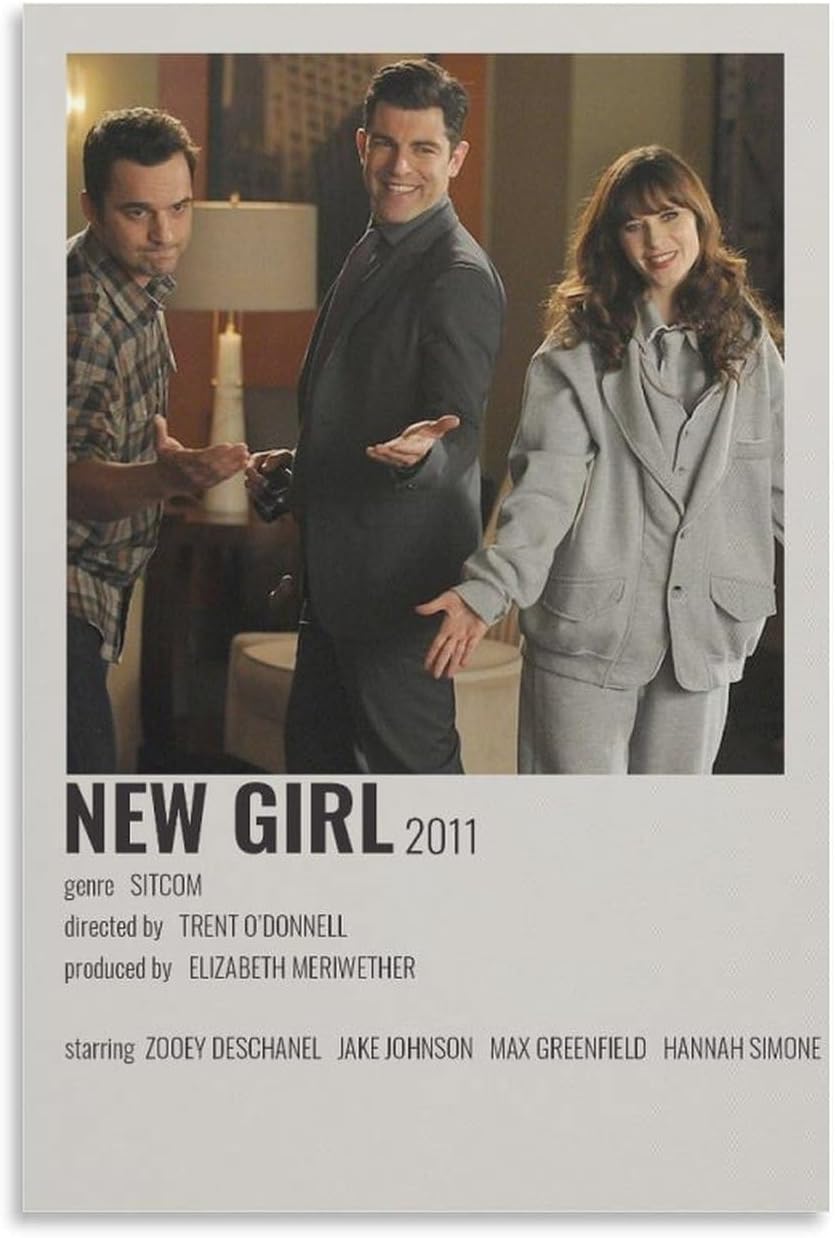 NEW GIRL 2011
genre SITCOM
directed by TRENT O'DONNELL
produced by ELIZABETH MERIWETHER
starring ZOOEY DESCHANEL JAKE JOHNSON MAX GREENFIELD HANNAH SIMONE